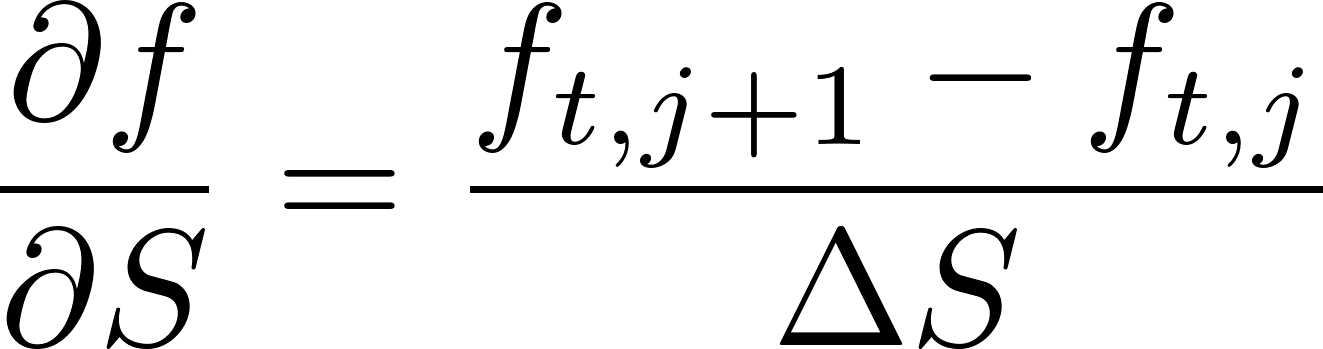 ∂f/∂S = (f_{t,j+1} − f_{t,j})/ΔS